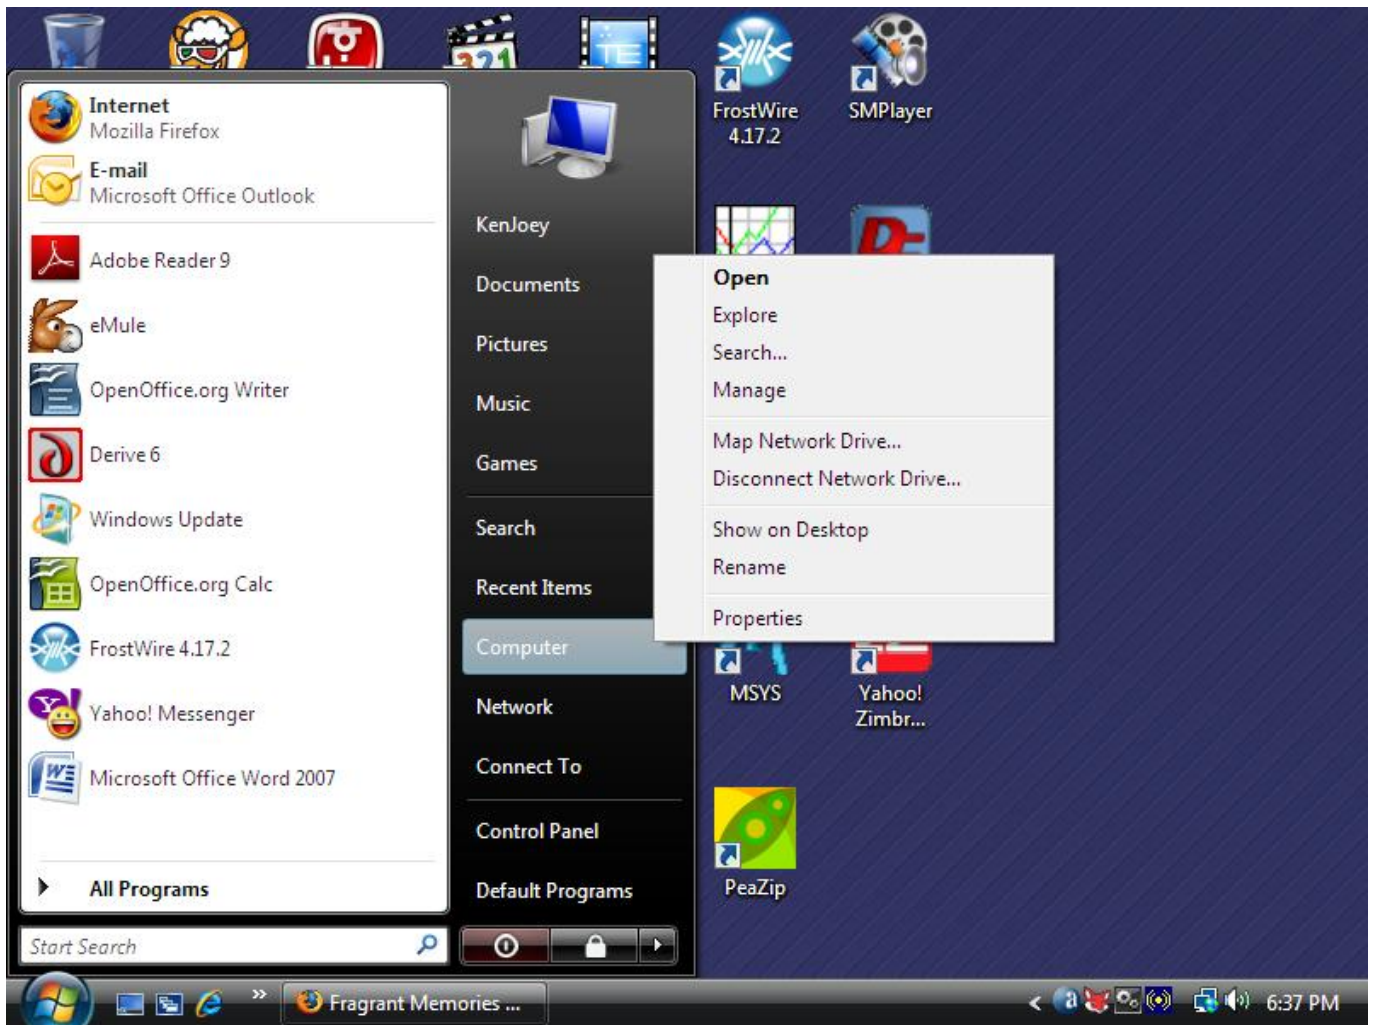 321
TE
FrostWire
4.17.2
SMPlayer
Internet
Mozilla Firefox
E-mail
Microsoft Office Outlook
Adobe Reader 9
eMule
OpenOffice.org Writer
Derive 6
Windows Update
OpenOffice.org Calc
FrostWire 4.17.2
Yahoo! Messenger
Microsoft Office Word 2007
All Programs
Start Search
KenJoey
Documents
Pictures
Music
Games
Search
Recent Items
Computer
Network
Connect To
Control Panel
Default Programs
Open
Explore
Search...
Manage
Map Network Drive...
Disconnect Network Drive...
Show on Desktop
Rename
Properties
MSYS
Yahoo!
Zimbr...
PeaZip
Fragrant Memories ...
6:37 PM